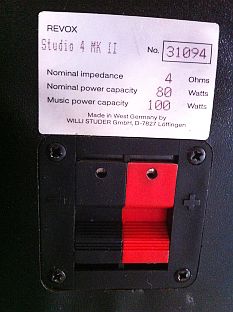 REVOX
Studio 4 MK II No. 31094
Nominal impedance 4 Ohms
Nominal power capacity 80 Watts
Music power capacity 100 Watts
Made in West Germany by
WILLI STUDER GmbH, D-7827 Löffingen
- +